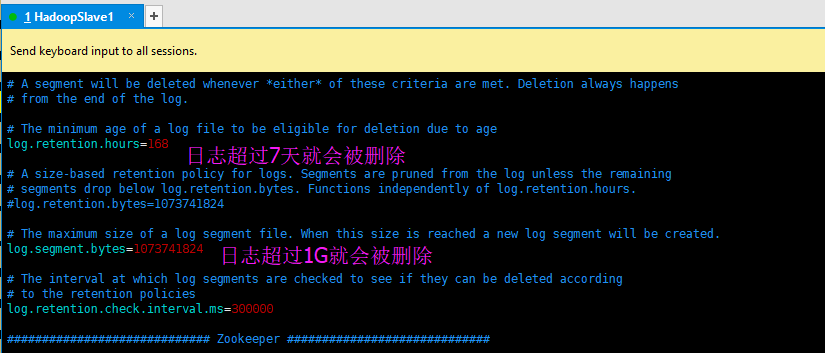 1 HadoopSlave1 × +
Send keyboard input to all sessions.
# A segment will be deleted whenever *either* of these criteria are met. Deletion always happens
# from the end of the log.
# The minimum age of a log file to be eligible for deletion due to age
log.retention.hours=168
日志超过7天就会被删除
# A size-based retention policy for logs. Segments are pruned from the log unless the remaining
# segments drop below log.retention.bytes. Functions independently of log.retention.hours.
#log.retention.bytes=1073741824
# The maximum size of a log segment file. When this size is reached a new log segment will be created.
log.segment.bytes=1073741824
日志超过1G就会被删除
# The interval at which log segments are checked to see if they can be deleted according
# to the retention policies
log.retention.check.interval.ms=300000
############################# Zookeeper #############################